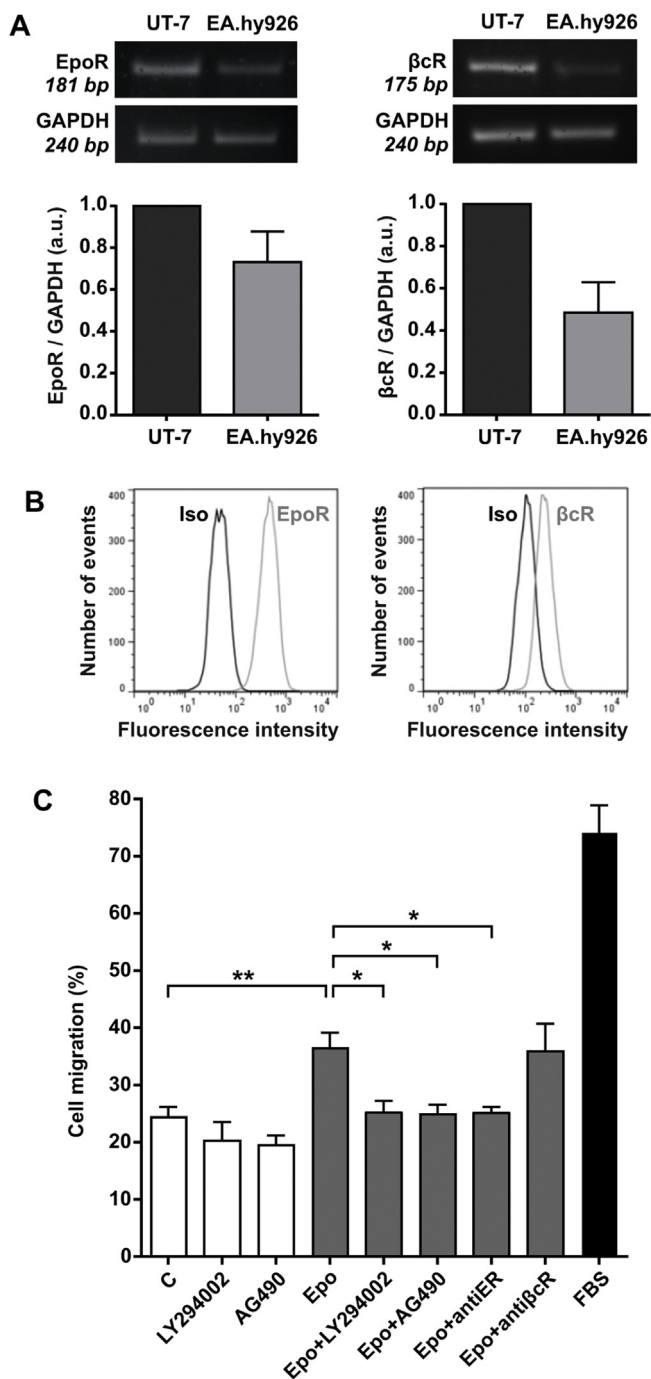 A
UT-7 EA.hy926
EpoR
181 bp
GAPDH
240 bp
EpoR / GAPDH (a.u.)
1.0
0.8
0.6
0.4
0.2
0.0
UT-7 EA.hy926
UT-7 EA.hy926
βcR
175 bp
GAPDH
240 bp
βcR / GAPDH (a.u.)
1.0
0.8
0.6
0.4
0.2
0.0
UT-7 EA.hy926
B
Number of events
400
300
200
100
0
Iso EpoR
10⁰ 10¹ 10² 10³ 10⁴
Fluorescence intensity
Number of events
400
300
200
100
0
Iso βcR
10⁰ 10¹ 10² 10³ 10⁴
Fluorescence intensity
C
Cell migration (%)
80
70
60
50
40
30
20
10
0
*
*
** *
C
LY294002
AG490
Epo
Epo+LY294002
Epo+AG490
Epo+antiER
Epo+antiβcR
FBS